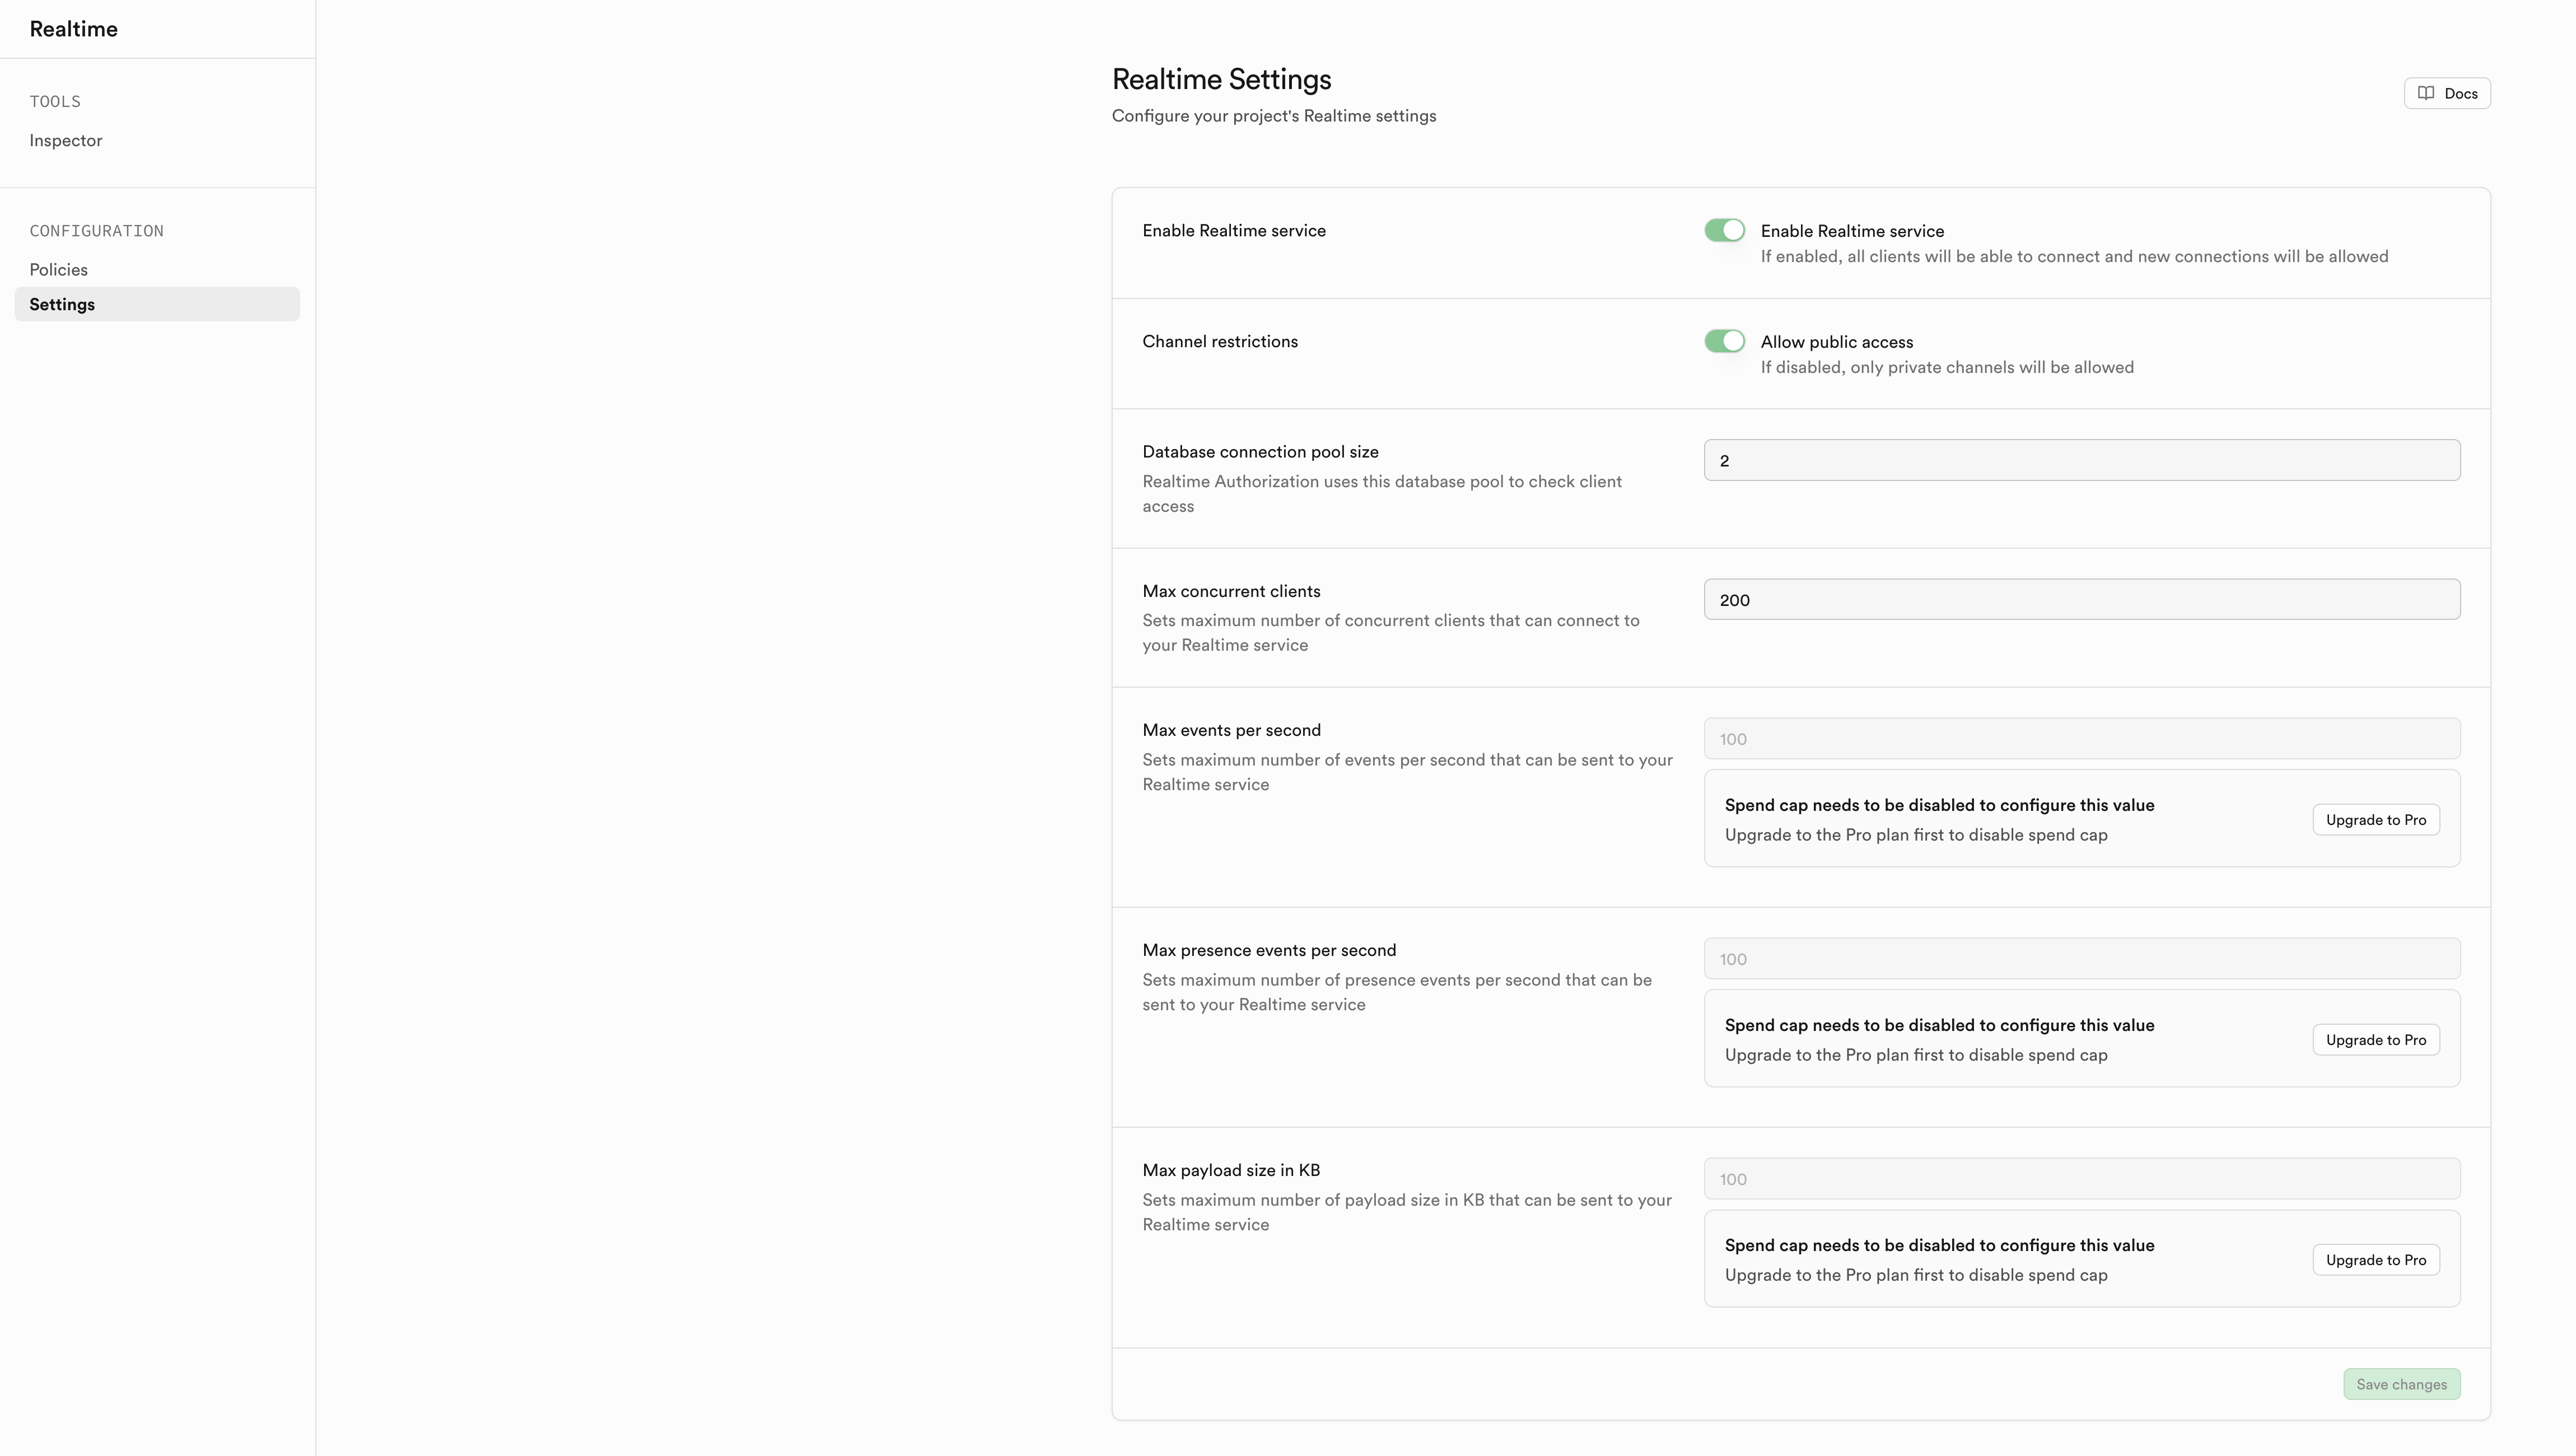 Realtime
TOOLS
Inspector
CONFIGURATION
Policies
Settings
Realtime Settings
Configure your project's Realtime settings
Docs
Enable Realtime service
Enable Realtime service
If enabled, all clients will be able to connect and new connections will be allowed
Channel restrictions
Allow public access
If disabled, only private channels will be allowed
Database connection pool size
Realtime Authorization uses this database pool to check client
access
2
Max concurrent clients
Sets maximum number of concurrent clients that can connect to
your Realtime service
200
Max events per second
Sets maximum number of events per second that can be sent to your
Realtime service
100
Spend cap needs to be disabled to configure this value
Upgrade to the Pro plan first to disable spend cap
Upgrade to Pro
Max presence events per second
Sets maximum number of presence events per second that can be
sent to your Realtime service
100
Spend cap needs to be disabled to configure this value
Upgrade to the Pro plan first to disable spend cap
Upgrade to Pro
Max payload size in KB
Sets maximum number of payload size in KB that can be sent to your
Realtime service
100
Spend cap needs to be disabled to configure this value
Upgrade to the Pro plan first to disable spend cap
Upgrade to Pro
Save changes